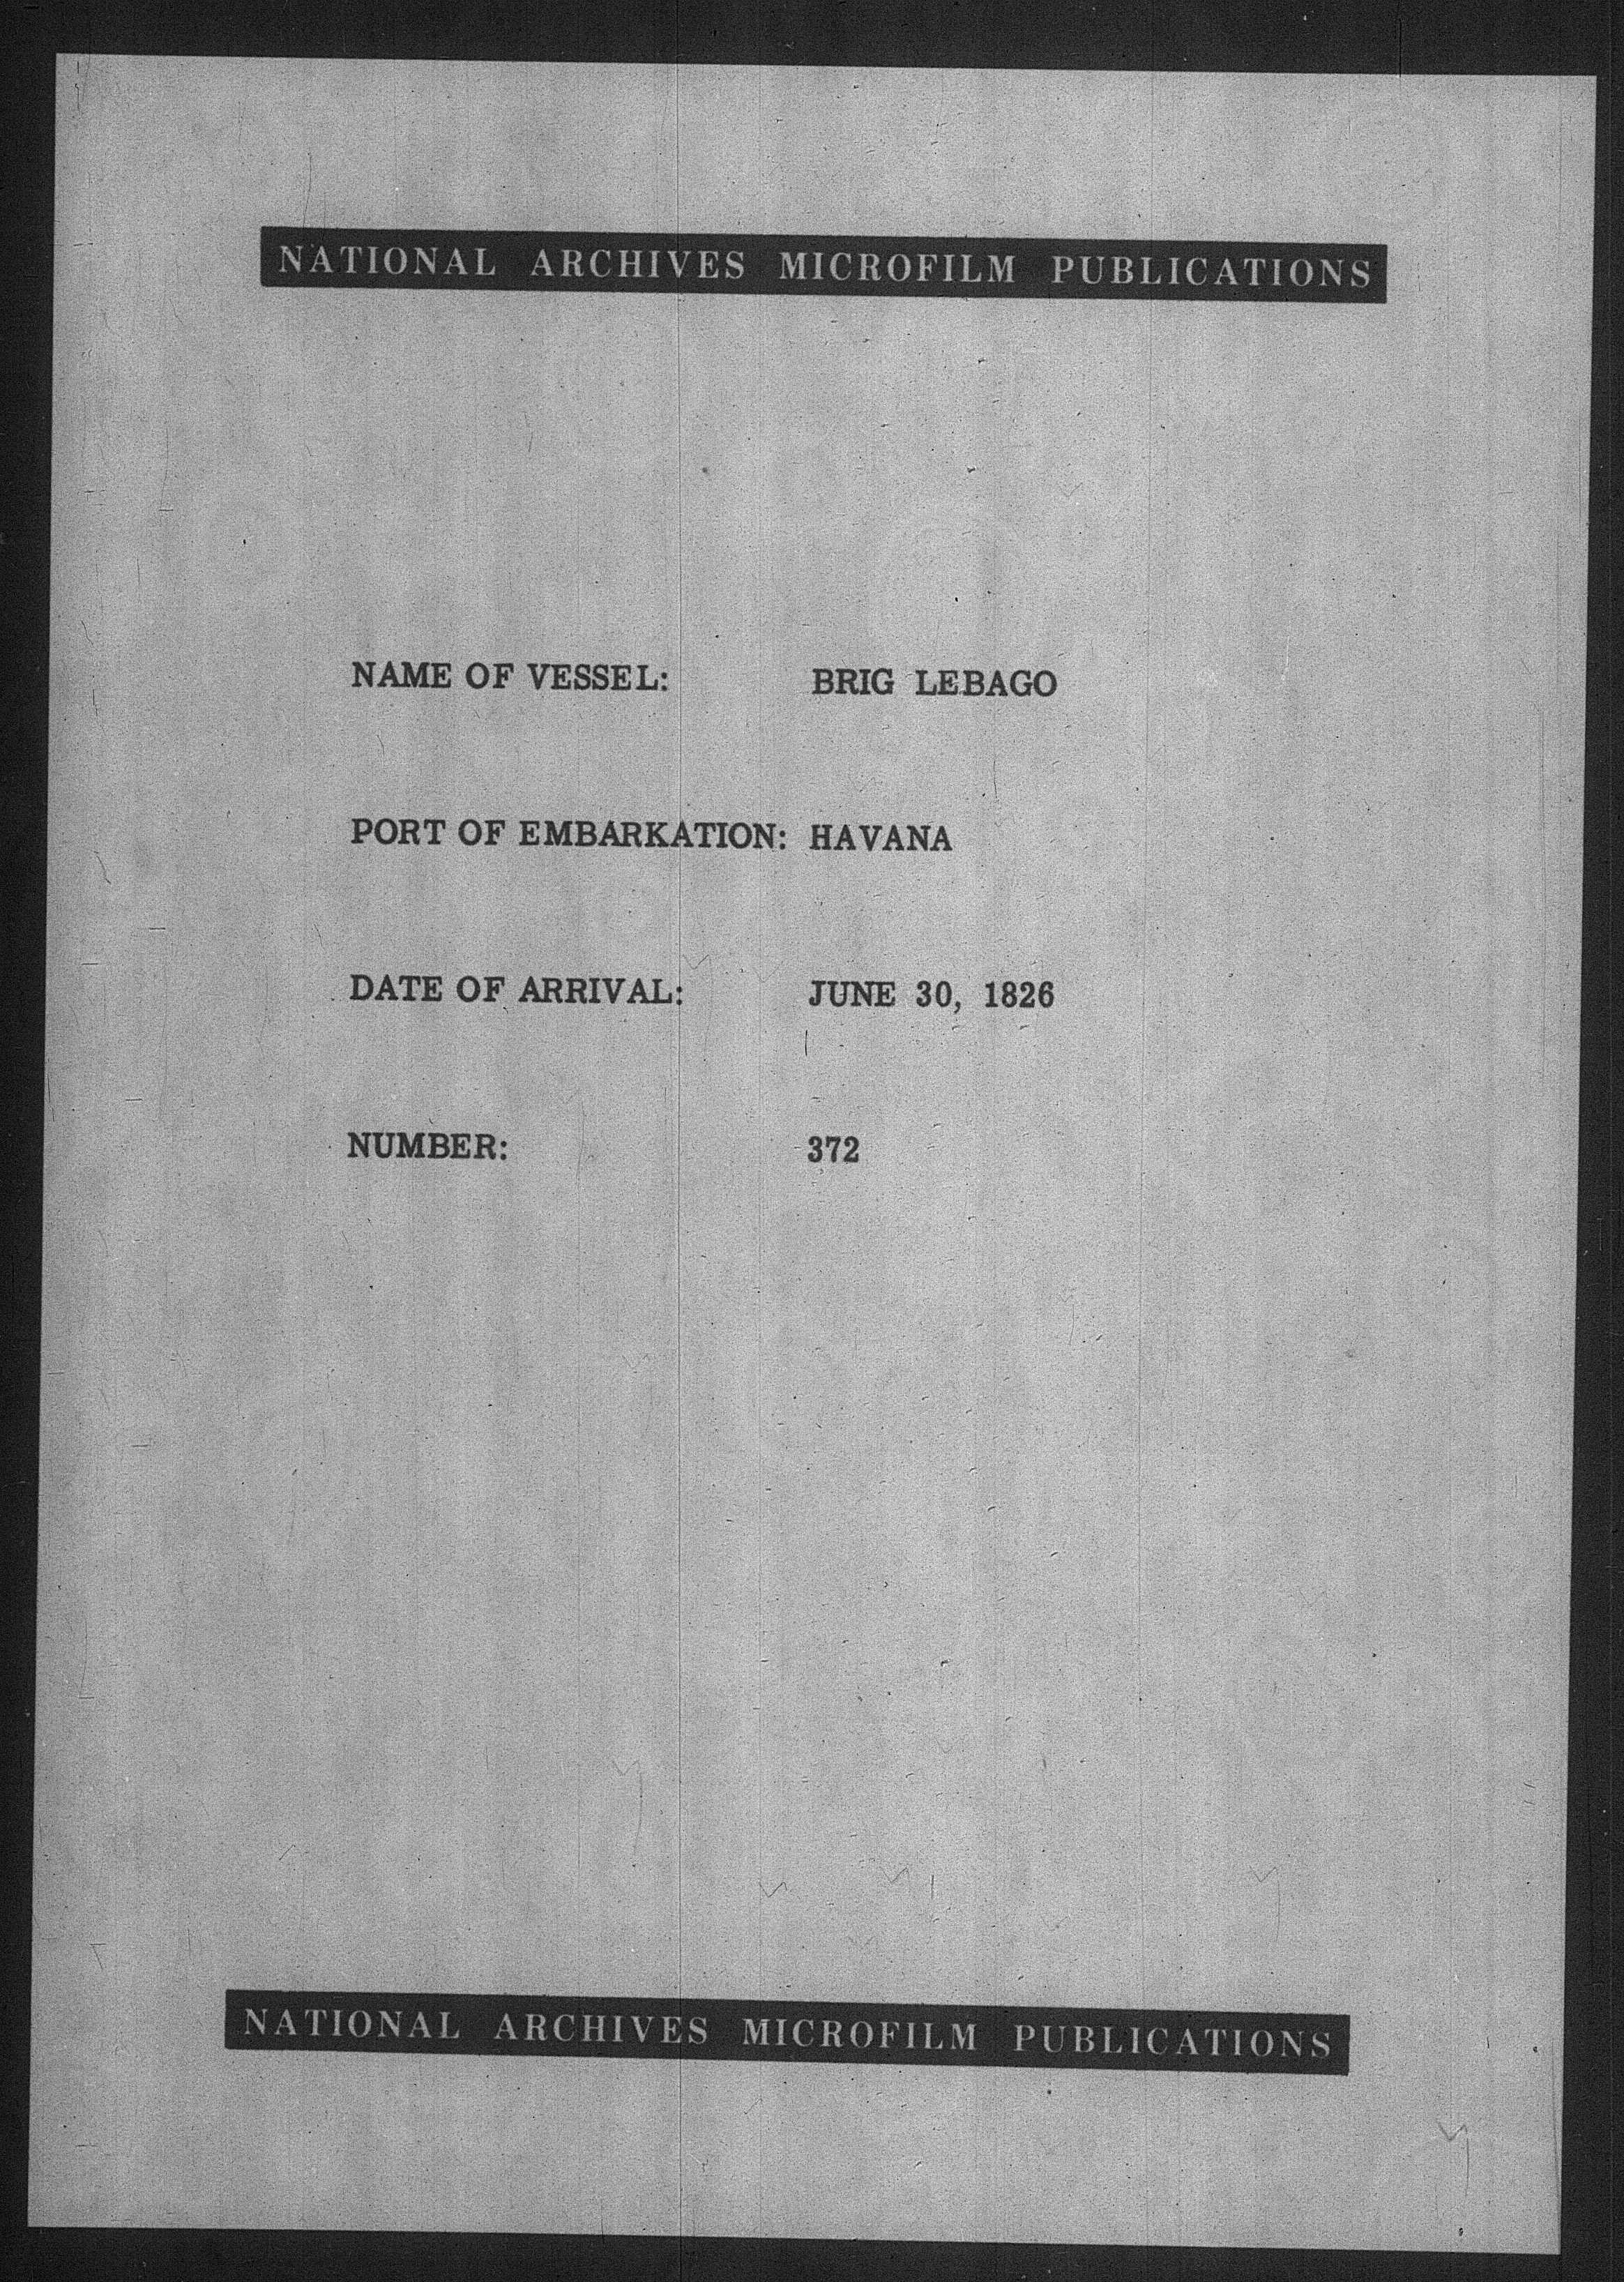 NATIONAL ARCHIVES MICROFILM PUBLICATIONS
NAME OF VESSEL: BRIG LEBAGO
PORT OF EMBARKATION: HAVANA
DATE OF ARRIVAL: JUNE 30, 1826
NUMBER: 372
NATIONAL ARCHIVES MICROFILM PUBLICATIONS